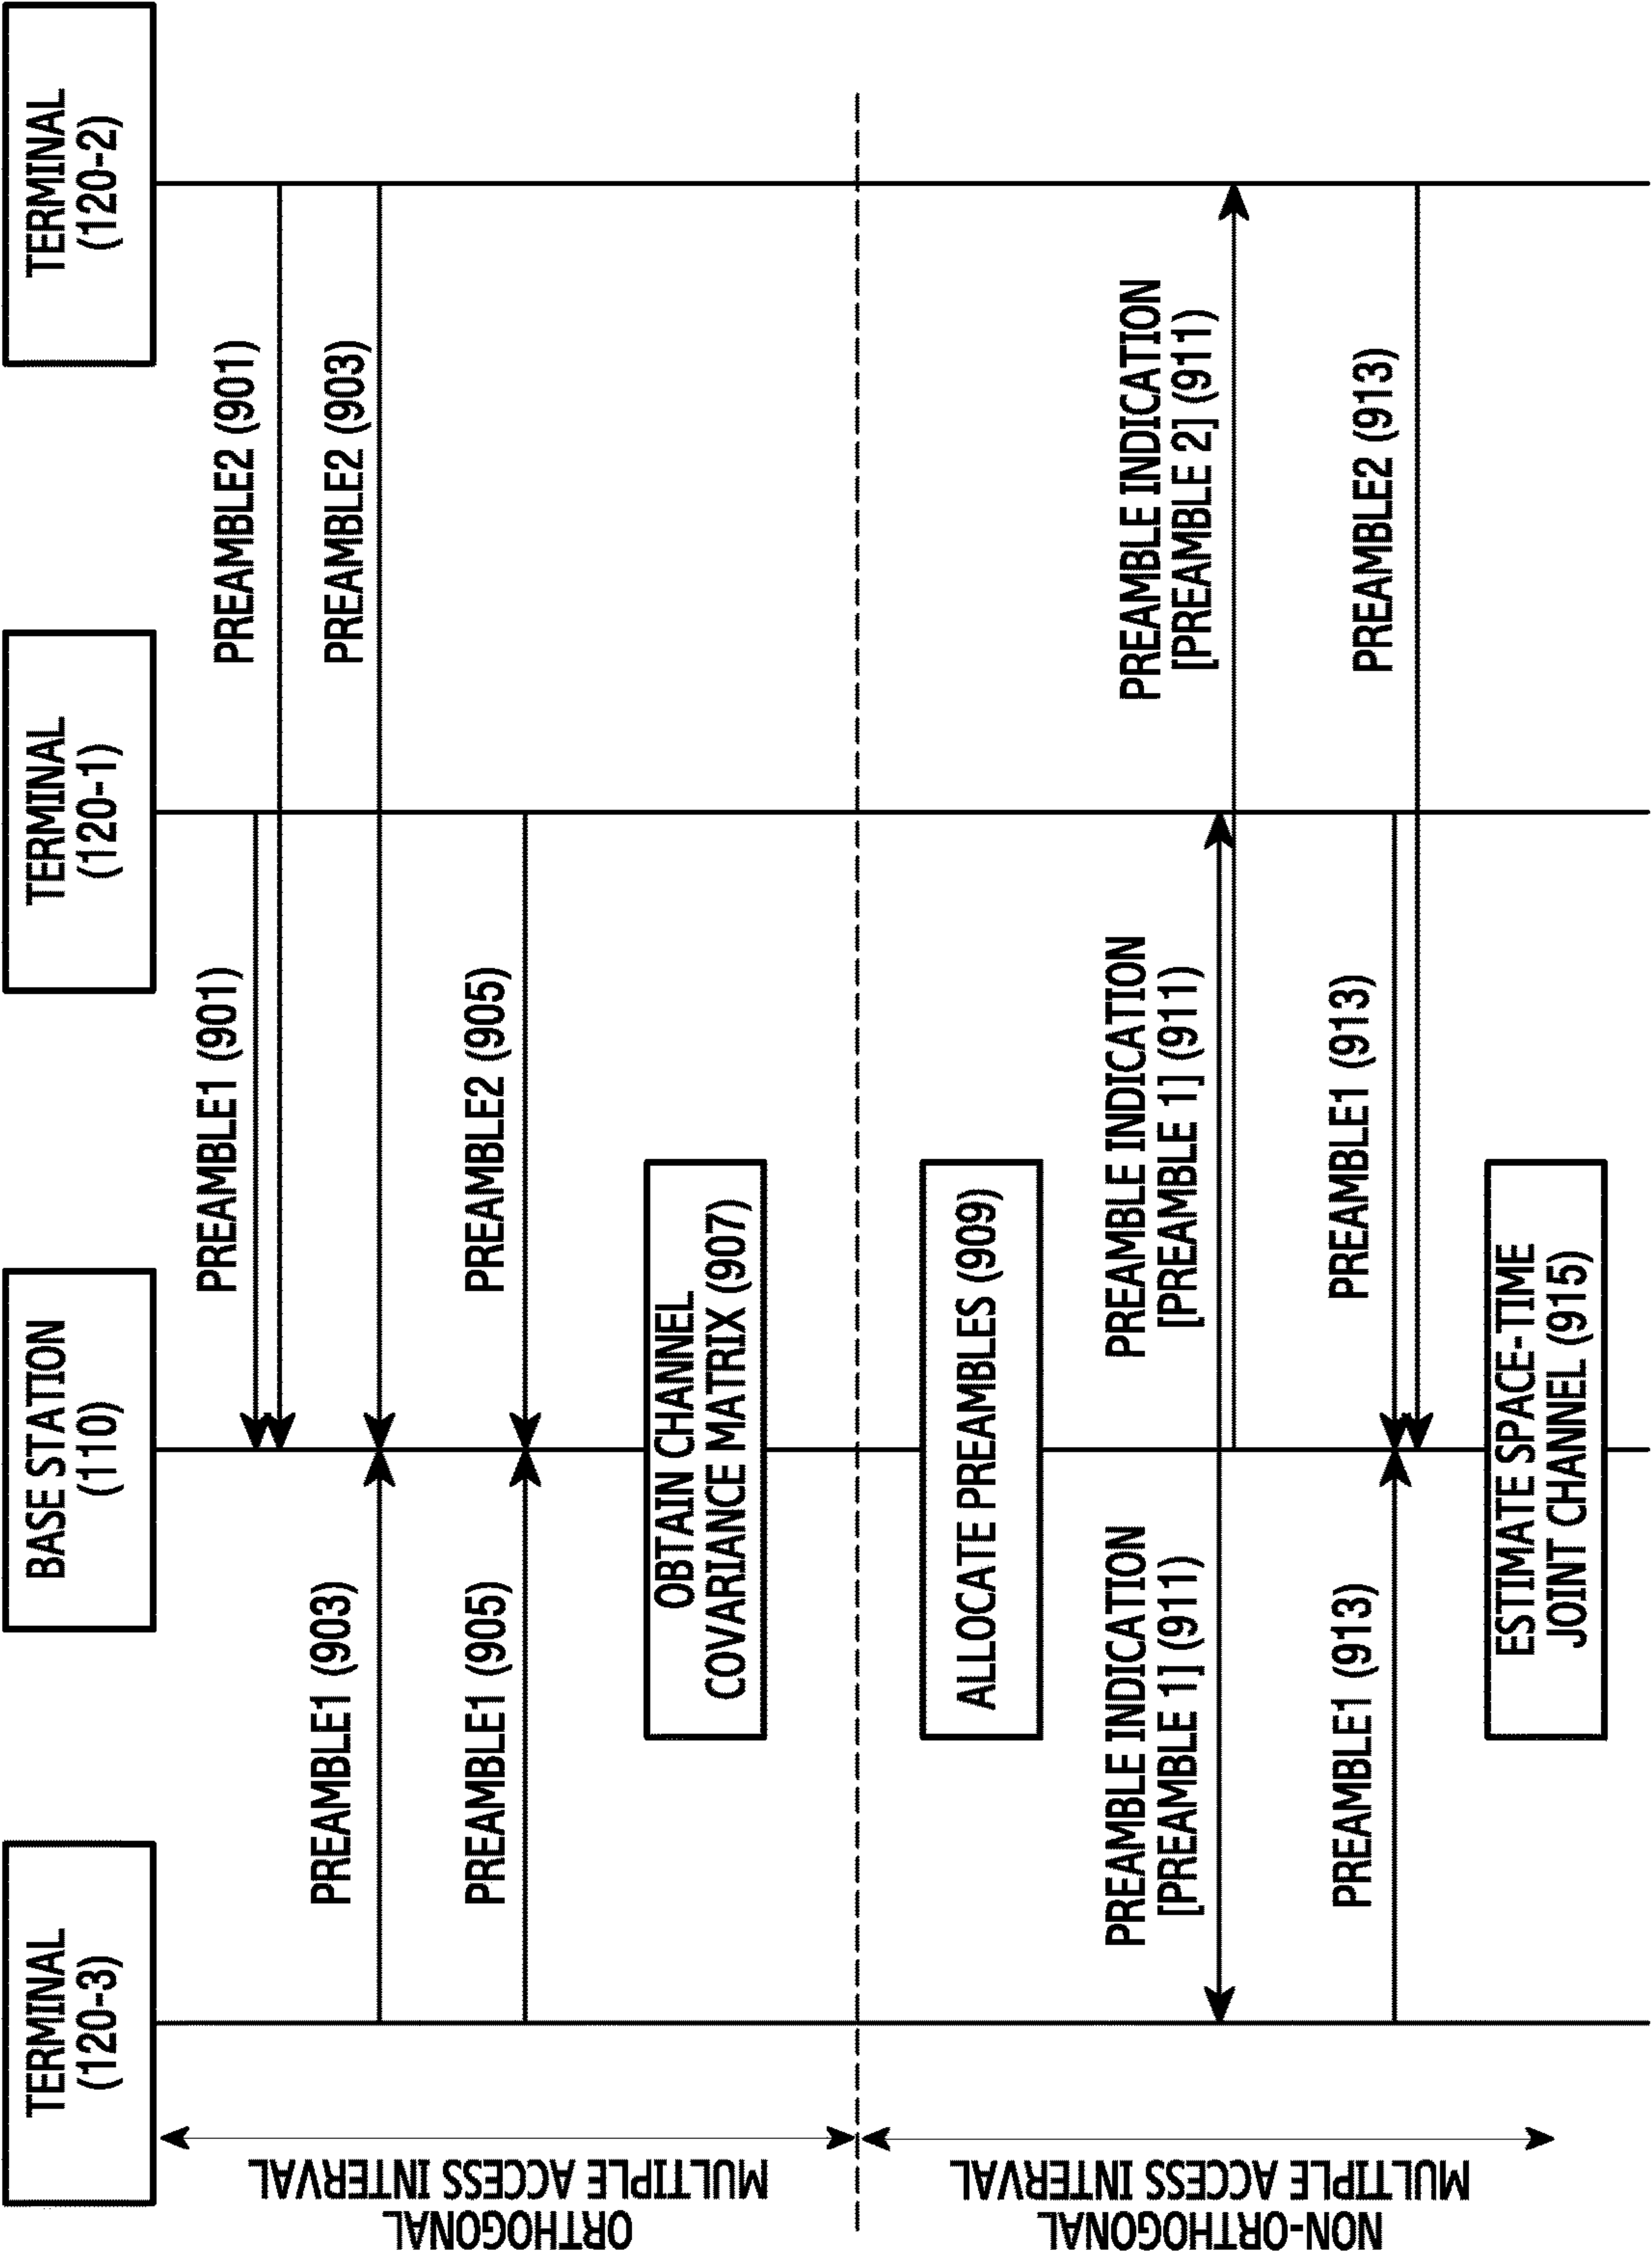 TERMINAL
(120-3)
BASE STATION
(110)
TERMINAL
(120-1)
TERMINAL
(120-2)
ORTHOGONAL
MULTIPLE ACCESS INTERVAL
PREAMBLE1 (901)
PREAMBLE2 (901)
PREAMBLE1 (903)
PREAMBLE2 (903)
PREAMBLE1 (905)
PREAMBLE2 (905)
OBTAIN CHANNEL
COVARIANCE MATRIX (907)
NON-ORTHOGONAL
MULTIPLE ACCESS INTERVAL
ALLOCATE PREAMBLES (909)
PREAMBLE INDICATION
[PREAMBLE 1] (911)
PREAMBLE INDICATION
[PREAMBLE 1] (911)
PREAMBLE INDICATION
[PREAMBLE 2] (911)
PREAMBLE1 (913)
PREAMBLE1 (913)
PREAMBLE2 (913)
ESTIMATE SPACE-TIME
JOINT CHANNEL (915)